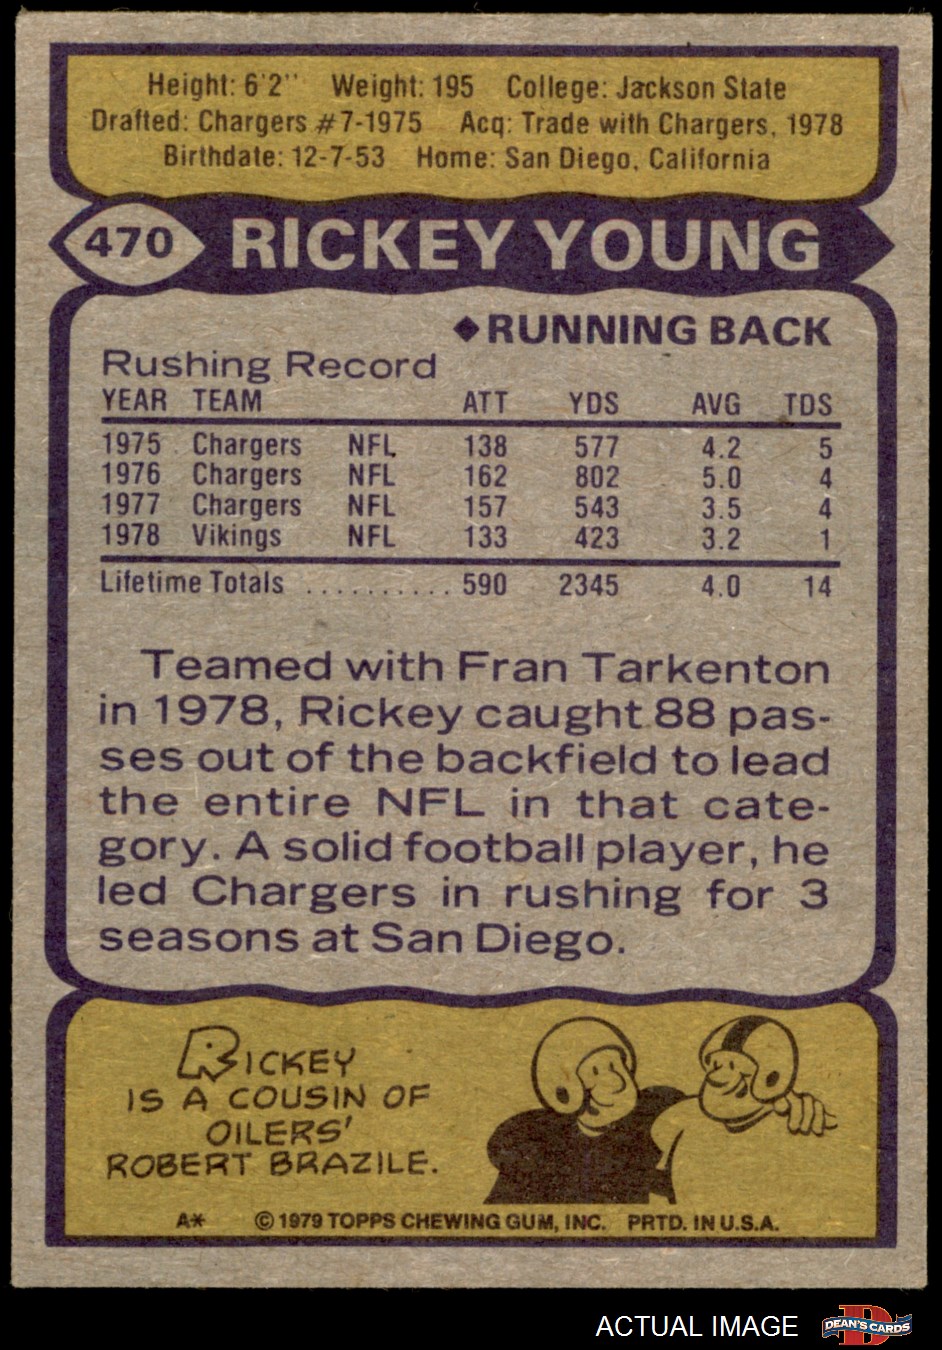 Height: 6'2'' Weight: 195 College: Jackson State
Drafted: Chargers #7-1975 Acq: Trade with Chargers, 1978
Birthdate: 12-7-53 Home: San Diego, California
470 RICKEY YOUNG
◆RUNNING BACK
Rushing Record
YEAR TEAM ATT YDS AVG TDS
1975 Chargers NFL 138 577 4.2 5
1976 Chargers NFL 162 802 5.0 4
1977 Chargers NFL 157 543 3.5 4
1978 Vikings NFL 133 423 3.2 1
Lifetime Totals .......... 590 2345 4.0 14
Teamed with Fran Tarkenton
in 1978, Rickey caught 88 pas-
ses out of the backfield to lead
the entire NFL in that cate-
gory. A solid football player, he
led Chargers in rushing for 3
seasons at San Diego.
RICKEY
IS A COUSIN OF
OILERS'
ROBERT BRAZILE.
A* © 1979 TOPPS CHEWING GUM, INC. PRTD. IN U.S.A.
ACTUAL IMAGE DEAN'S CARDS